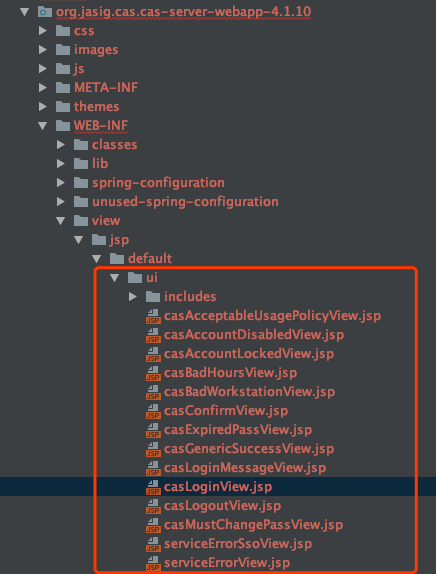 org.jasig.cas.cas-server-webapp-4.1.10
css
images
js
META-INF
themes
WEB-INF
classes
lib
spring-configuration
unused-spring-configuration
view
jsp
default
ui
includes
casAcceptableUsagePolicyView.jsp
casAccountDisabledView.jsp
casAccountLockedView.jsp
casBadHoursView.jsp
casBadWorkstationView.jsp
casConfirmView.jsp
casExpiredPassView.jsp
casGenericSuccessView.jsp
casLoginMessageView.jsp
casLoginView.jsp
casLogoutView.jsp
casMustChangePassView.jsp
serviceErrorSsoView.jsp
serviceErrorView.jsp